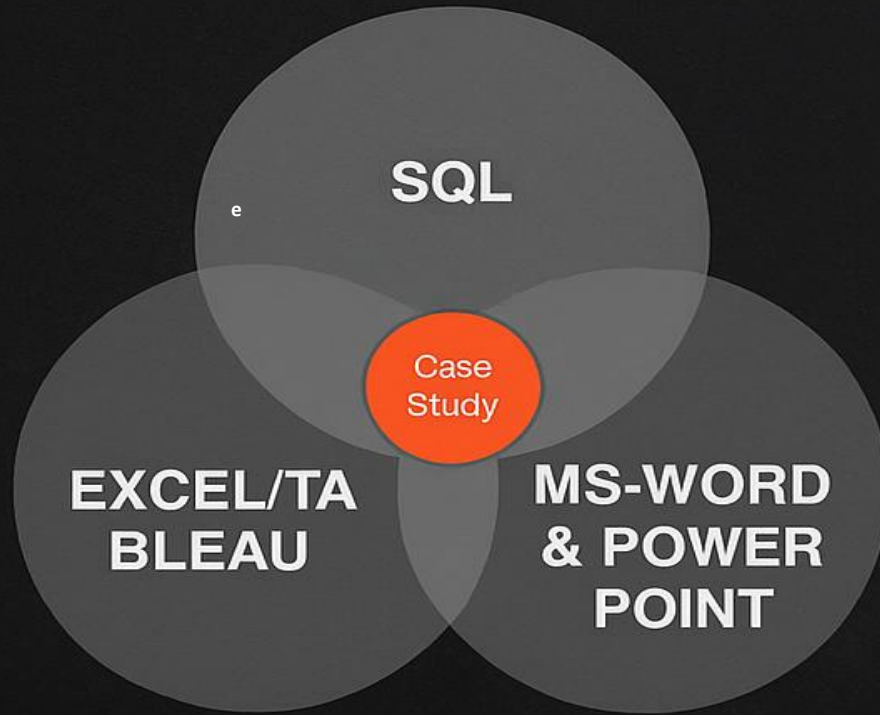 SQL
e
Case
Study
EXCEL/TA
BLEAU
MS-WORD
& POWER
POINT